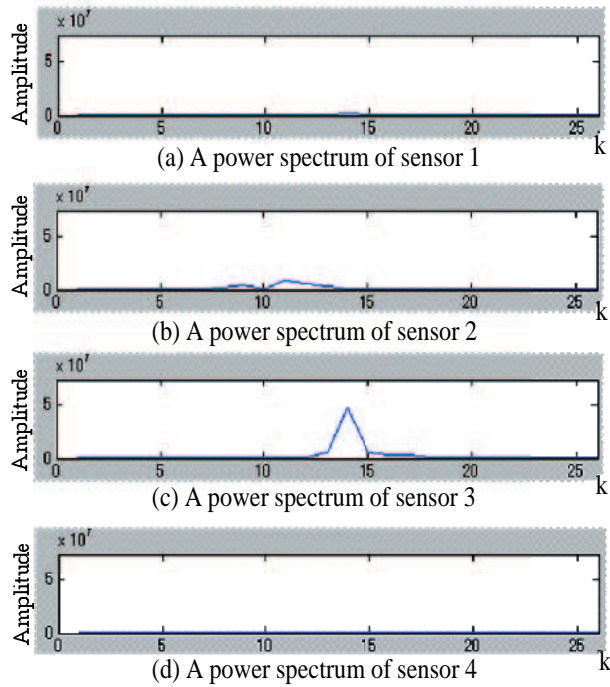 x 10⁷
Amplitude
5
0
0 5 10 15 20 25
k
(a) A power spectrum of sensor 1
x 10⁷
Amplitude
5
0
0 5 10 15 20 25
k
(b) A power spectrum of sensor 2
x 10⁷
Amplitude
5
0
0 5 10 15 20 25
k
(c) A power spectrum of sensor 3
x 10⁷
Amplitude
5
0
0 5 10 15 20 25
k
(d) A power spectrum of sensor 4